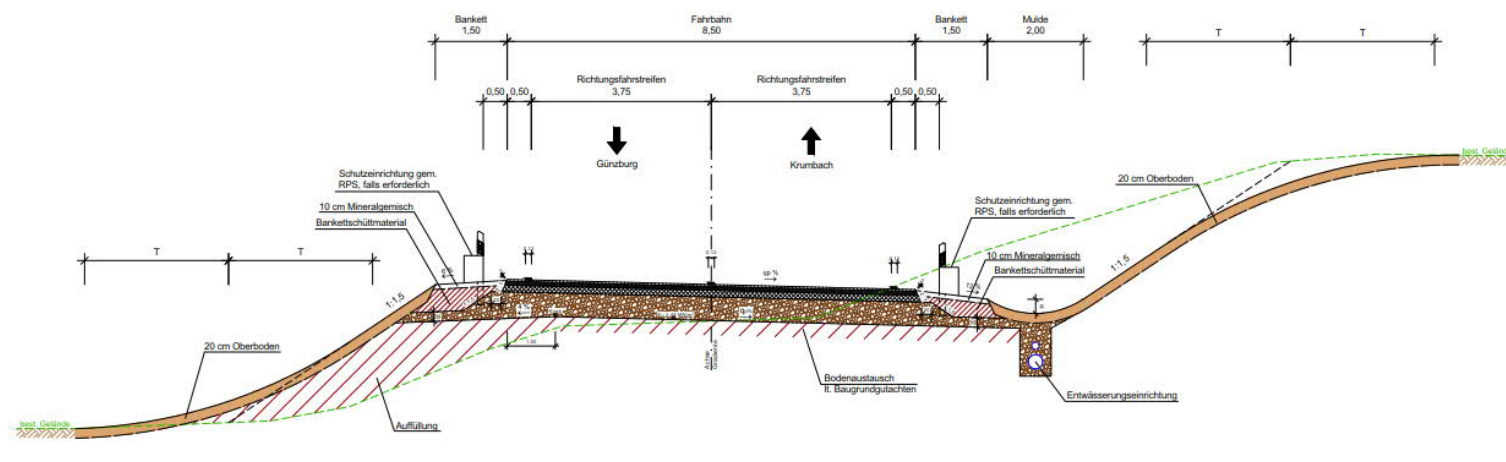 Bankett
1,50
Fahrbahn
8,50
Bankett
1,50
Mulde
2,00
T
T
Richtungsfahrstreifen
3,75
Richtungsfahrstreifen
3,75
0,50
0,50
0,50
0,50
Günzburg
Krumbach
best. Gelände
Schutzeinrichtung gem.
RPS, falls erforderlich
20 cm Oberboden
10 cm Mineralgemisch
Bankettschüttmaterial
Schutzeinrichtung gem.
RPS, falls erforderlich
T
T
qp %
10 cm Mineralgemisch
Bankettschüttmaterial
1:1,5
1:1,5
20 cm Oberboden
Achse
Gradiente
Bodenaustausch
lt. Baugrundgutachten
Entwässerungseinrichtung
best. Gelände
Auffüllung